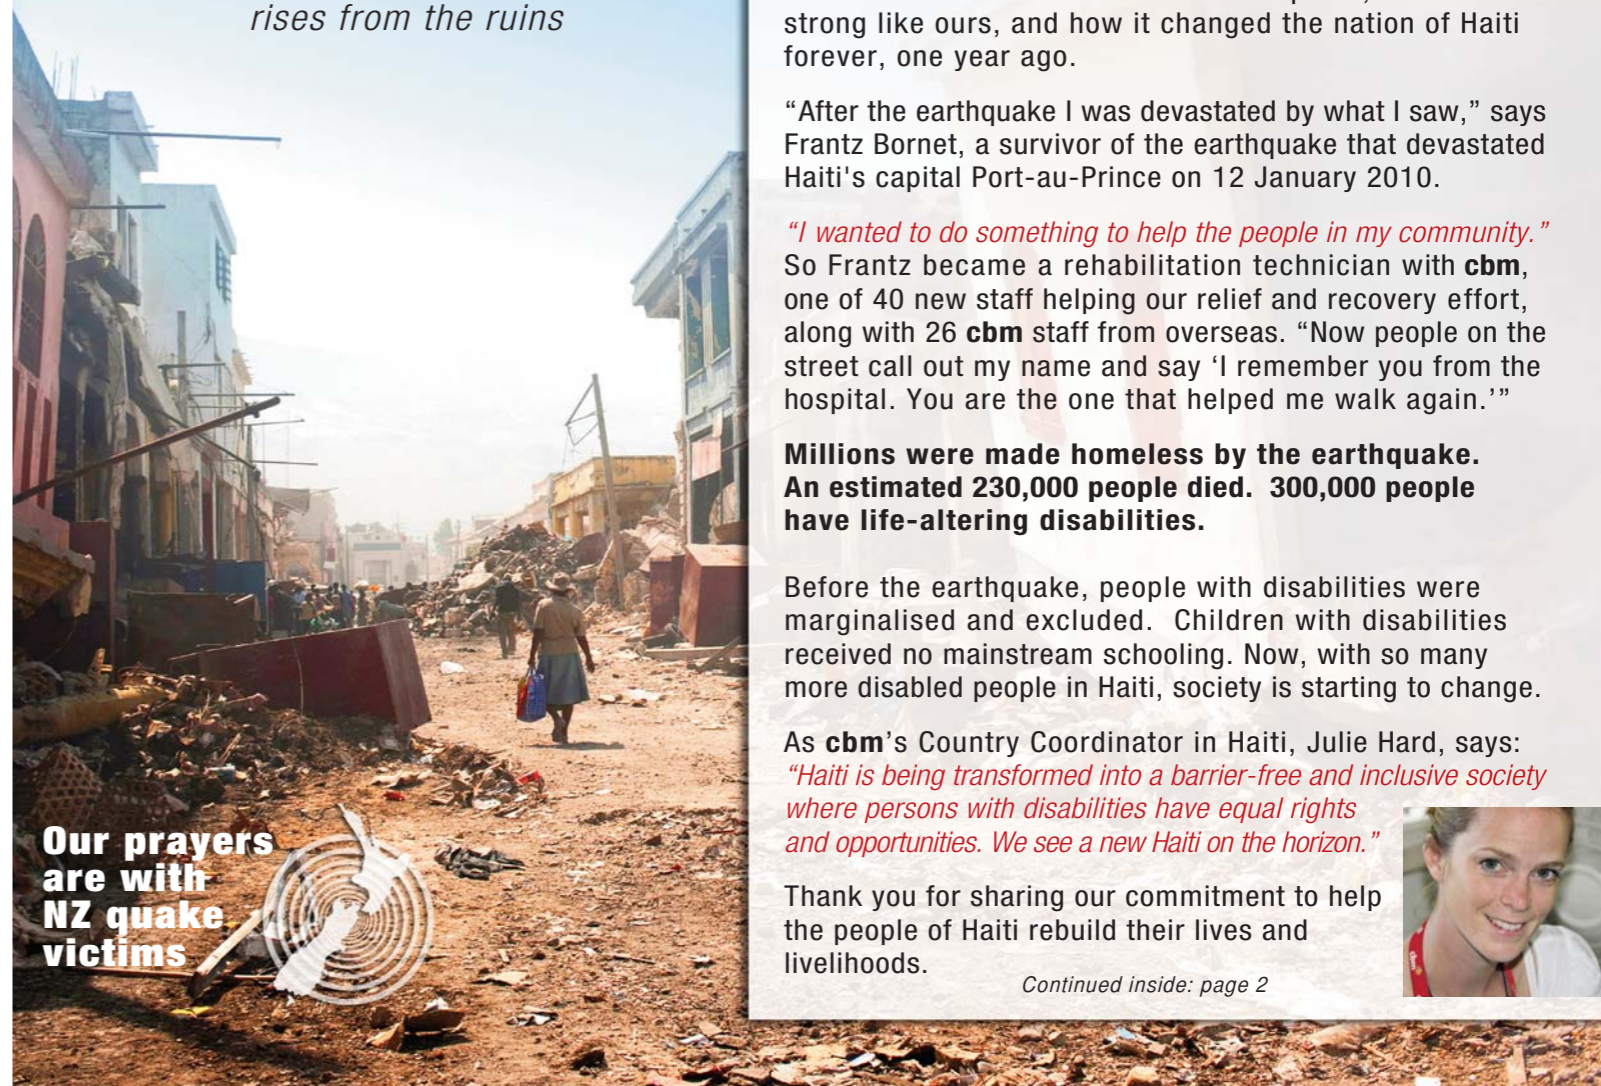 rises from the ruins
strong like ours, and how it changed the nation of Haiti
forever, one year ago.
“After the earthquake I was devastated by what I saw,” says
Frantz Bornet, a survivor of the earthquake that devastated
Haiti's capital Port-au-Prince on 12 January 2010.
“I wanted to do something to help the people in my community.”
So Frantz became a rehabilitation technician with cbm,
one of 40 new staff helping our relief and recovery effort,
along with 26 cbm staff from overseas. “Now people on the
street call out my name and say ‘I remember you from the
hospital. You are the one that helped me walk again.’”
Millions were made homeless by the earthquake.
An estimated 230,000 people died.  300,000 people
have life-altering disabilities.
Before the earthquake, people with disabilities were
marginalised and excluded.  Children with disabilities
received no mainstream schooling. Now, with so many
more disabled people in Haiti, society is starting to change.
As cbm’s Country Coordinator in Haiti, Julie Hard, says:
“Haiti is being transformed into a barrier-free and inclusive society
where persons with disabilities have equal rights
and opportunities. We see a new Haiti on the horizon.”
Thank you for sharing our commitment to help
the people of Haiti rebuild their lives and
livelihoods.
Continued inside: page 2
Our prayers
are with
NZ quake
victims